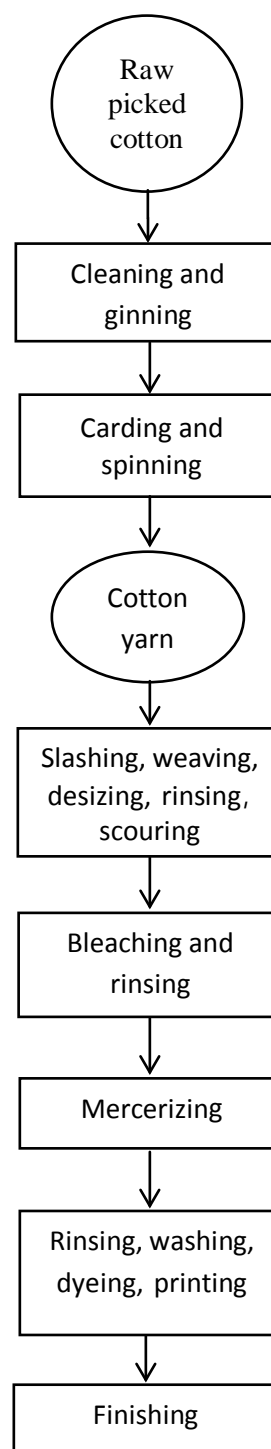 Raw
picked
cotton
Cleaning and
ginning
Carding and
spinning
Cotton
yarn
Slashing, weaving,
desizing, rinsing,
scouring
Bleaching and
rinsing
Mercerizing
Rinsing, washing,
dyeing, printing
Finishing